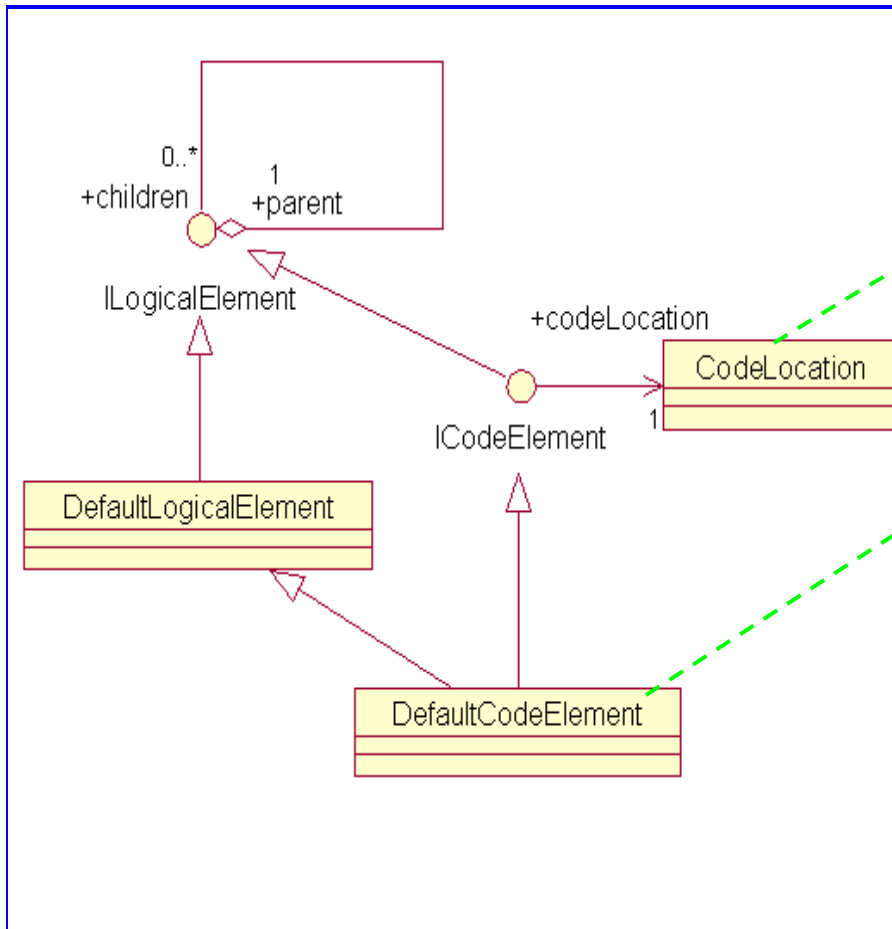 0..*
1
+children
+parent
ILogicalElement
+codeLocation
CodeLocation
1
ICodeElement
DefaultLogicalElement
DefaultCodeElement